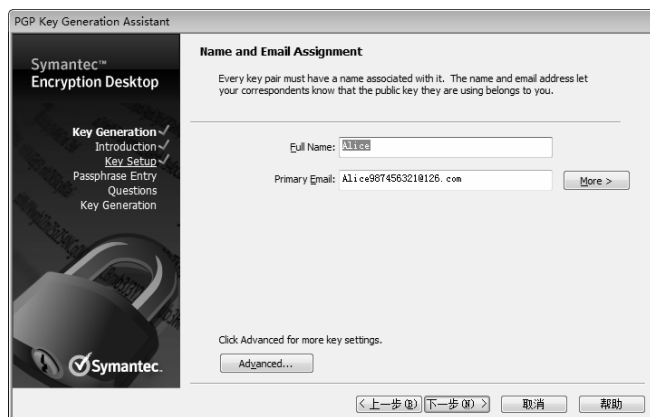 PGP Key Generation Assistant
Symantec™
Encryption Desktop
Key Generation ✓
Introduction ✓
Key Setup ✓
Passphrase Entry
Questions
Key Generation
Symantec.
Name and Email Assignment
Every key pair must have a name associated with it. The name and email address let
your correspondents know that the public key they are using belongs to you.
Full Name: Alice
Primary Email: Alice987456321@126.com
More >
Click Advanced for more key settings.
Advanced...
< 上一步(B) 下一步(N) > 取消 帮助